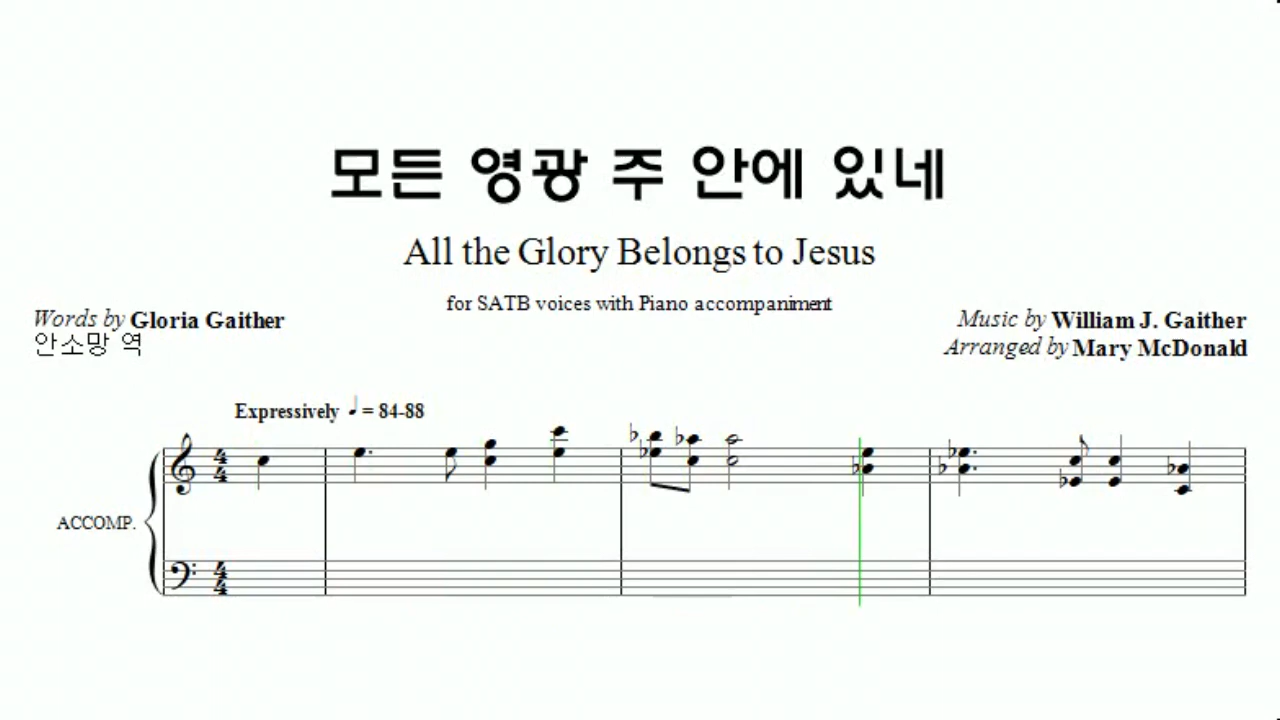 모든 영광 주 안에 있네
All the Glory Belongs to Jesus
for SATB voices with Piano accompaniment
Words by Gloria Gaither
안소망 역
Music by William J. Gaither
Arranged by Mary McDonald
Expressively ♩ = 84-88
ACCOMP.